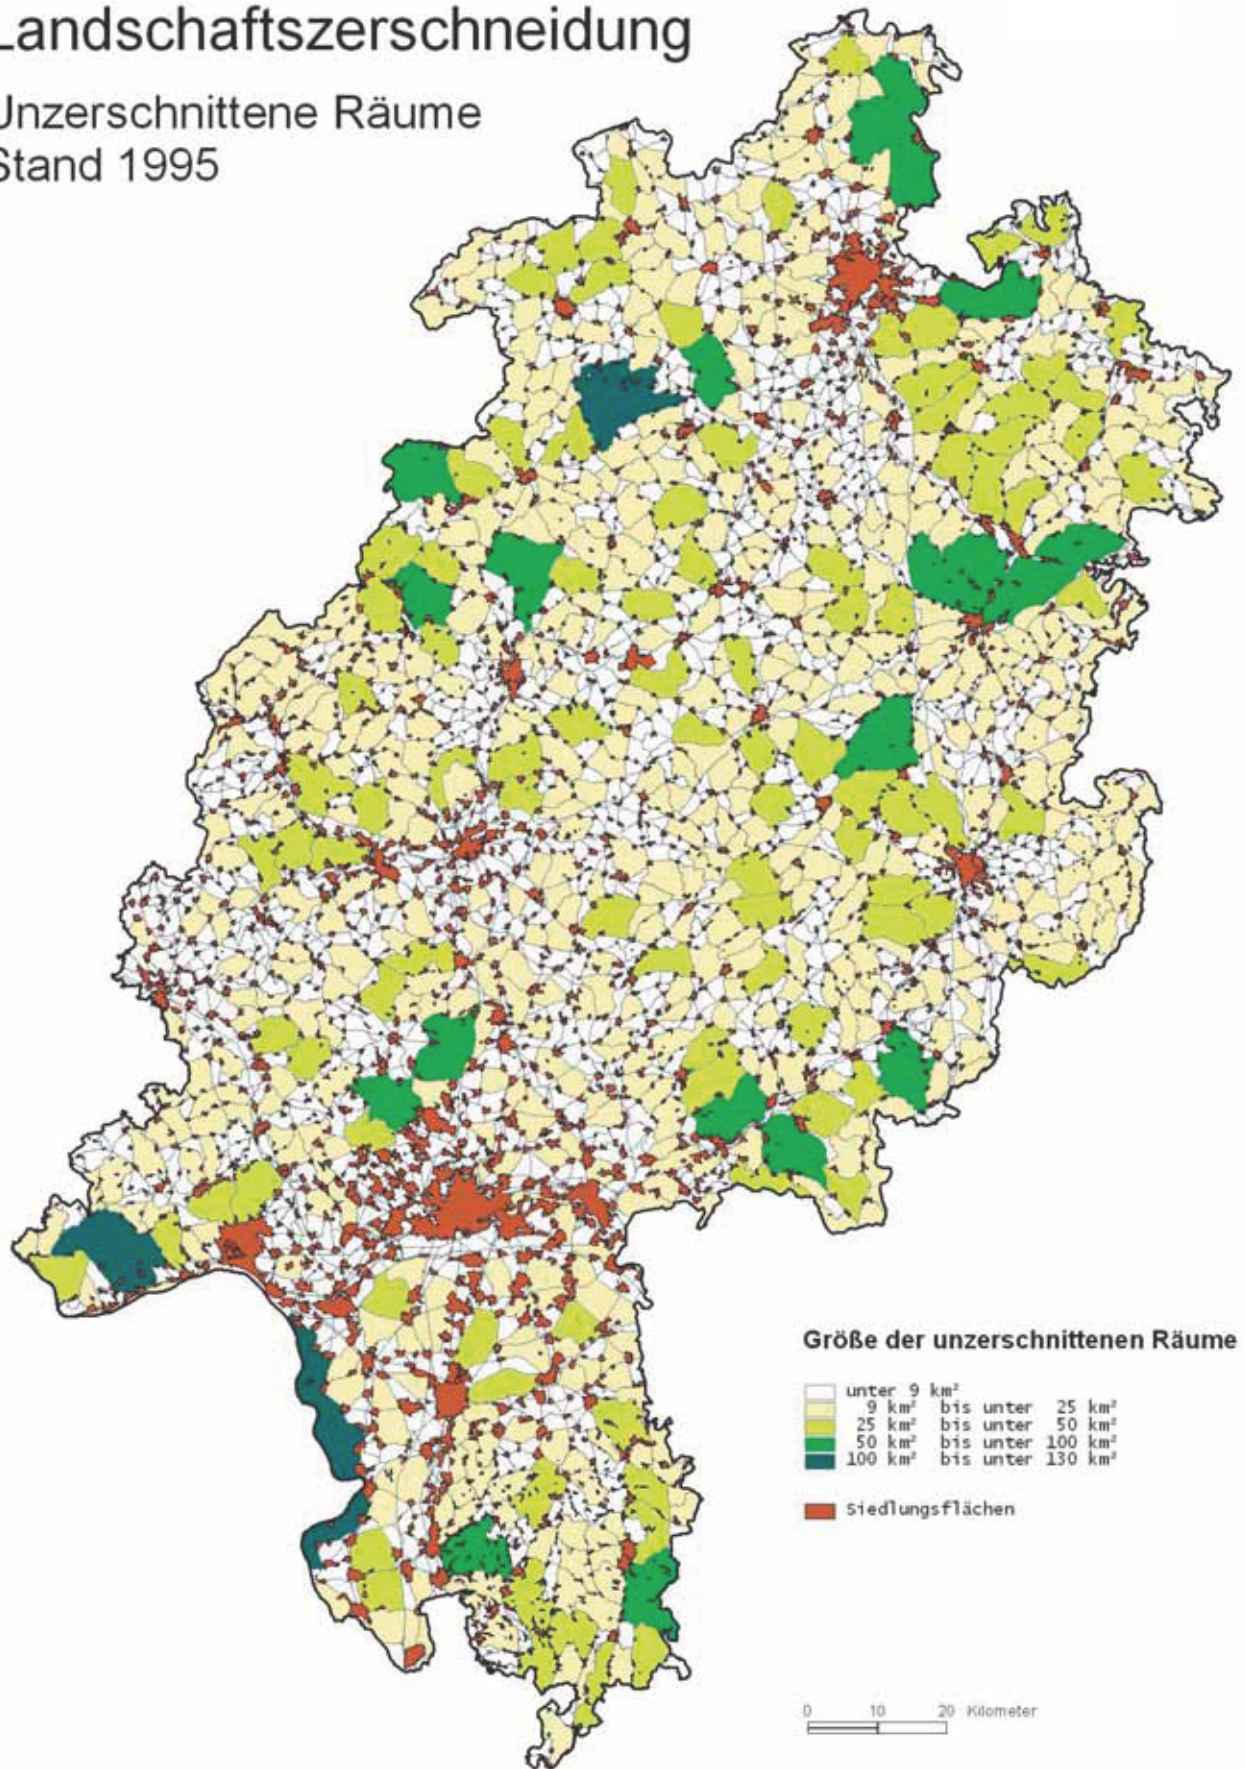 Landschaftszerschneidung
Unzerschnittene Räume
Stand 1995
Größe der unzerschnittenen Räume
unter 9 km²
9 km² bis unter 25 km²
25 km² bis unter 50 km²
50 km² bis unter 100 km²
100 km² bis unter 130 km²
Siedlungsflächen
0 10 20 Kilometer